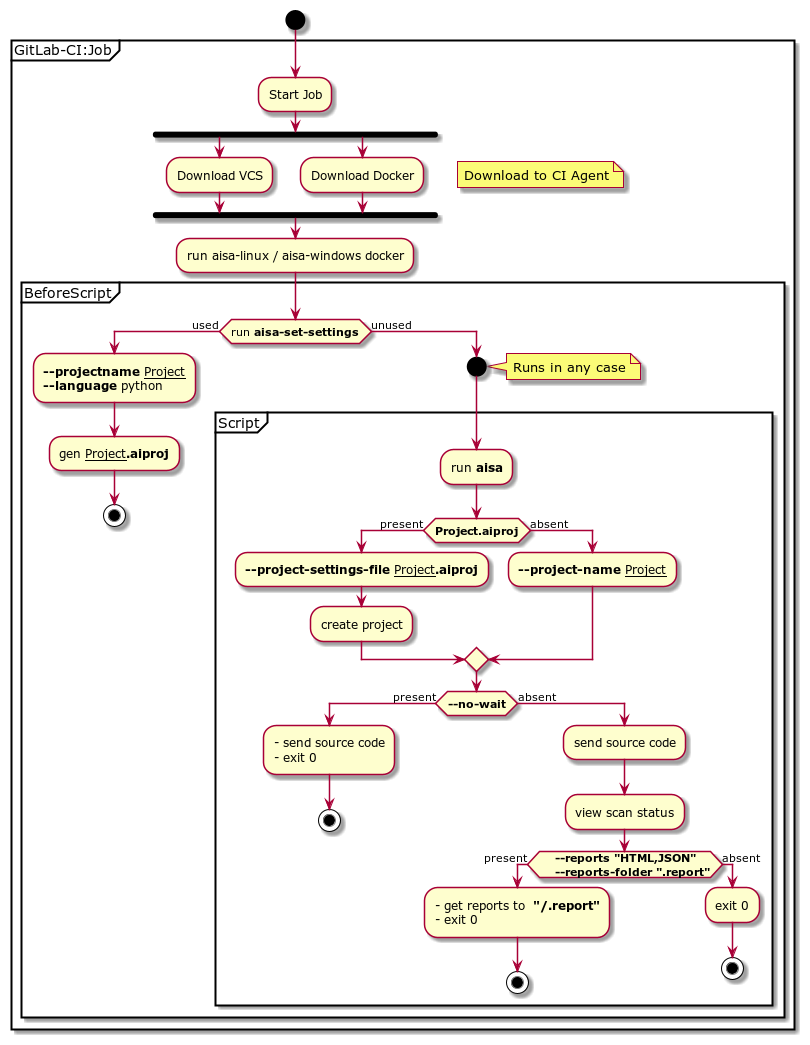 GitLab-CI:Job
Start Job
Download VCS
Download Docker
Download to CI Agent
run aisa-linux / aisa-windows docker
BeforeScript
used
run aisa-set-settings
unused
--projectname Project
--language python
Runs in any case
gen Project.aiproj
Script
run aisa
present
Project.aiproj
absent
--project-settings-file Project.aiproj
--project-name Project
create project
present
--no-wait
absent
- send source code
- exit 0
send source code
view scan status
present
--reports "HTML,JSON"
--reports-folder ".report"
absent
- get reports to "/.report"
- exit 0
exit 0